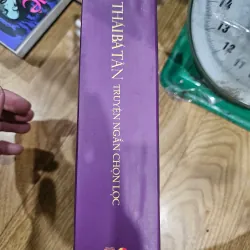 THÁI BÁ TÂN
TRUYỆN NGẮN CHỌN LỌC